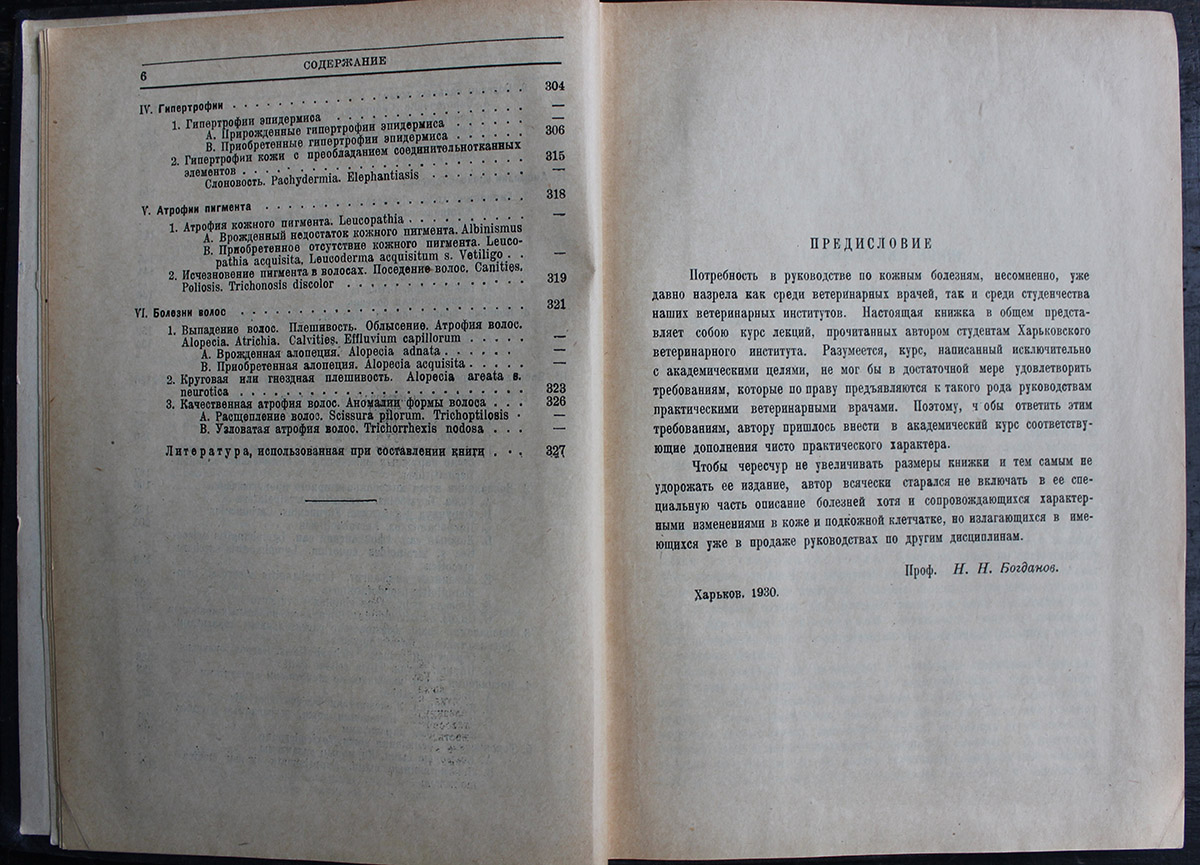 6
СОДЕРЖАНИЕ
IV. Гипертрофии . . . . . . . . . . . . . . . . . . . . . . . 304
1. Гипертрофии эпидермиса . . . . . . . . . . . . . . . —
А. Прирожденные гипертрофии эпидермиса . . . . . . —
В. Приобретенные гипертрофии эпидермиса . . . . . . 306
2. Гипертрофии кожи с преобладанием соединительнотканных
элементов . . . . . . . . . . . . . . . . . . . . . . 315
Слоновость. Pachydermia. Elephantiasis . . . . . . . . —
V. Атрофии пигмента . . . . . . . . . . . . . . . . . . . . . 318
1. Атрофия кожного пигмента. Leucopathia . . . . . . . . . —
А. Врожденный недостаток кожного пигмента. Albinismus
В. Приобретенное отсутствие кожного пигмента. Leuco-
pathia acquisita, Leucoderma acquisitum s. Vetiligo . . —
2. Исчезновение пигмента в волосах. Поседение волос. Canities.
Poliosis. Trichonosis discolor . . . . . . . . . . . . . . 319
VI. Болезни волос . . . . . . . . . . . . . . . . . . . . . . . 321
1. Выпадение волос. Плешивость. Облысение. Атрофия волос.
Alopecia. Atrichia. Calvities. Effluvium capillorum . . . . . —
А. Врожденная алопеция. Alopecia adnata . . . . . . —
В. Приобретенная алопеция. Alopecia acquisita . . . . . —
2. Круговая или гнездная плешивость. Alopecia areata s.
neurotica . . . . . . . . . . . . . . . . . . . . . . 323
3. Качественная атрофия волос. Аномалии формы волоса . . . 326
А. Расщепление волос. Scissura pilorum. Trichoptilosis . —
В. Узловатая атрофия волос. Trichorrhexis nodosa . . . —
Литература, использованная при составлении книги . . . 327
ПРЕДИСЛОВИЕ
Потребность в руководстве по кожным болезням, несомненно, уже
давно назрела как среди ветеринарных врачей, так и среди студенчества
наших ветеринарных институтов. Настоящая книжка в общем предста-
вляет собою курс лекций, прочитанных автором студентам Харьковского
ветеринарного института. Разумеется, курс, написанный исключительно
с академическими целями, не мог бы в достаточной мере удовлетворить
требованиям, которые по праву предъявляются к такого рода руководствам
практическими ветеринарными врачами. Поэтому, ч обы ответить этим
требованиям, автору пришлось внести в академический курс соответству-
ющие дополнения чисто практического характера.
Чтобы чересчур не увеличивать размеры книжки и тем самым не
удорожать ее издание, автор всячески старался не включать в ее спе-
циальную часть описание болезней хотя и сопровождающихся характер-
ными изменениями в коже и подкожной клетчатке, но излагающихся в име-
ющихся уже в продаже руководствах по другим дисциплинам.
Проф. Н. Н. Богданов.
Харьков. 1930.